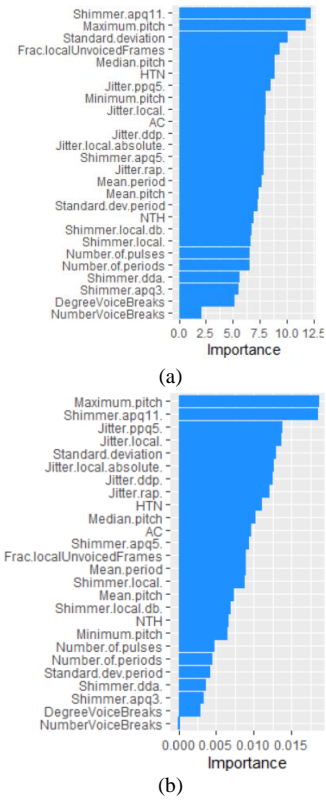 Shimmer.apq11.
Maximum.pitch
Standard.deviation
Frac.localUnvoicedFrames
Median.pitch
HTN
Jitter.ppq5.
Minimum.pitch
Jitter.local.
AC
Jitter.ddp.
Jitter.local.absolute.
Shimmer.apq5.
Jitter.rap.
Mean.period
Mean.pitch
Standard.dev.period
NTH
Shimmer.local.db.
Shimmer.local.
Number.of.pulses
Number.of.periods
Shimmer.dda.
Shimmer.apq3.
DegreeVoiceBreaks
NumberVoiceBreaks
0.0 2.5 5.0 7.5 10.0 12.5
Importance
(a)
Maximum.pitch
Shimmer.apq11.
Jitter.ppq5.
Jitter.local.
Standard.deviation
Jitter.local.absolute.
Jitter.ddp.
Jitter.rap.
HTN
Median.pitch
AC
Shimmer.apq5.
Frac.localUnvoicedFrames
Mean.period
Shimmer.local.
Mean.pitch
Shimmer.local.db.
NTH
Minimum.pitch
Number.of.pulses
Number.of.periods
Standard.dev.period
Shimmer.dda.
Shimmer.apq3.
DegreeVoiceBreaks
NumberVoiceBreaks
0.000 0.005 0.010 0.015
Importance
(b)